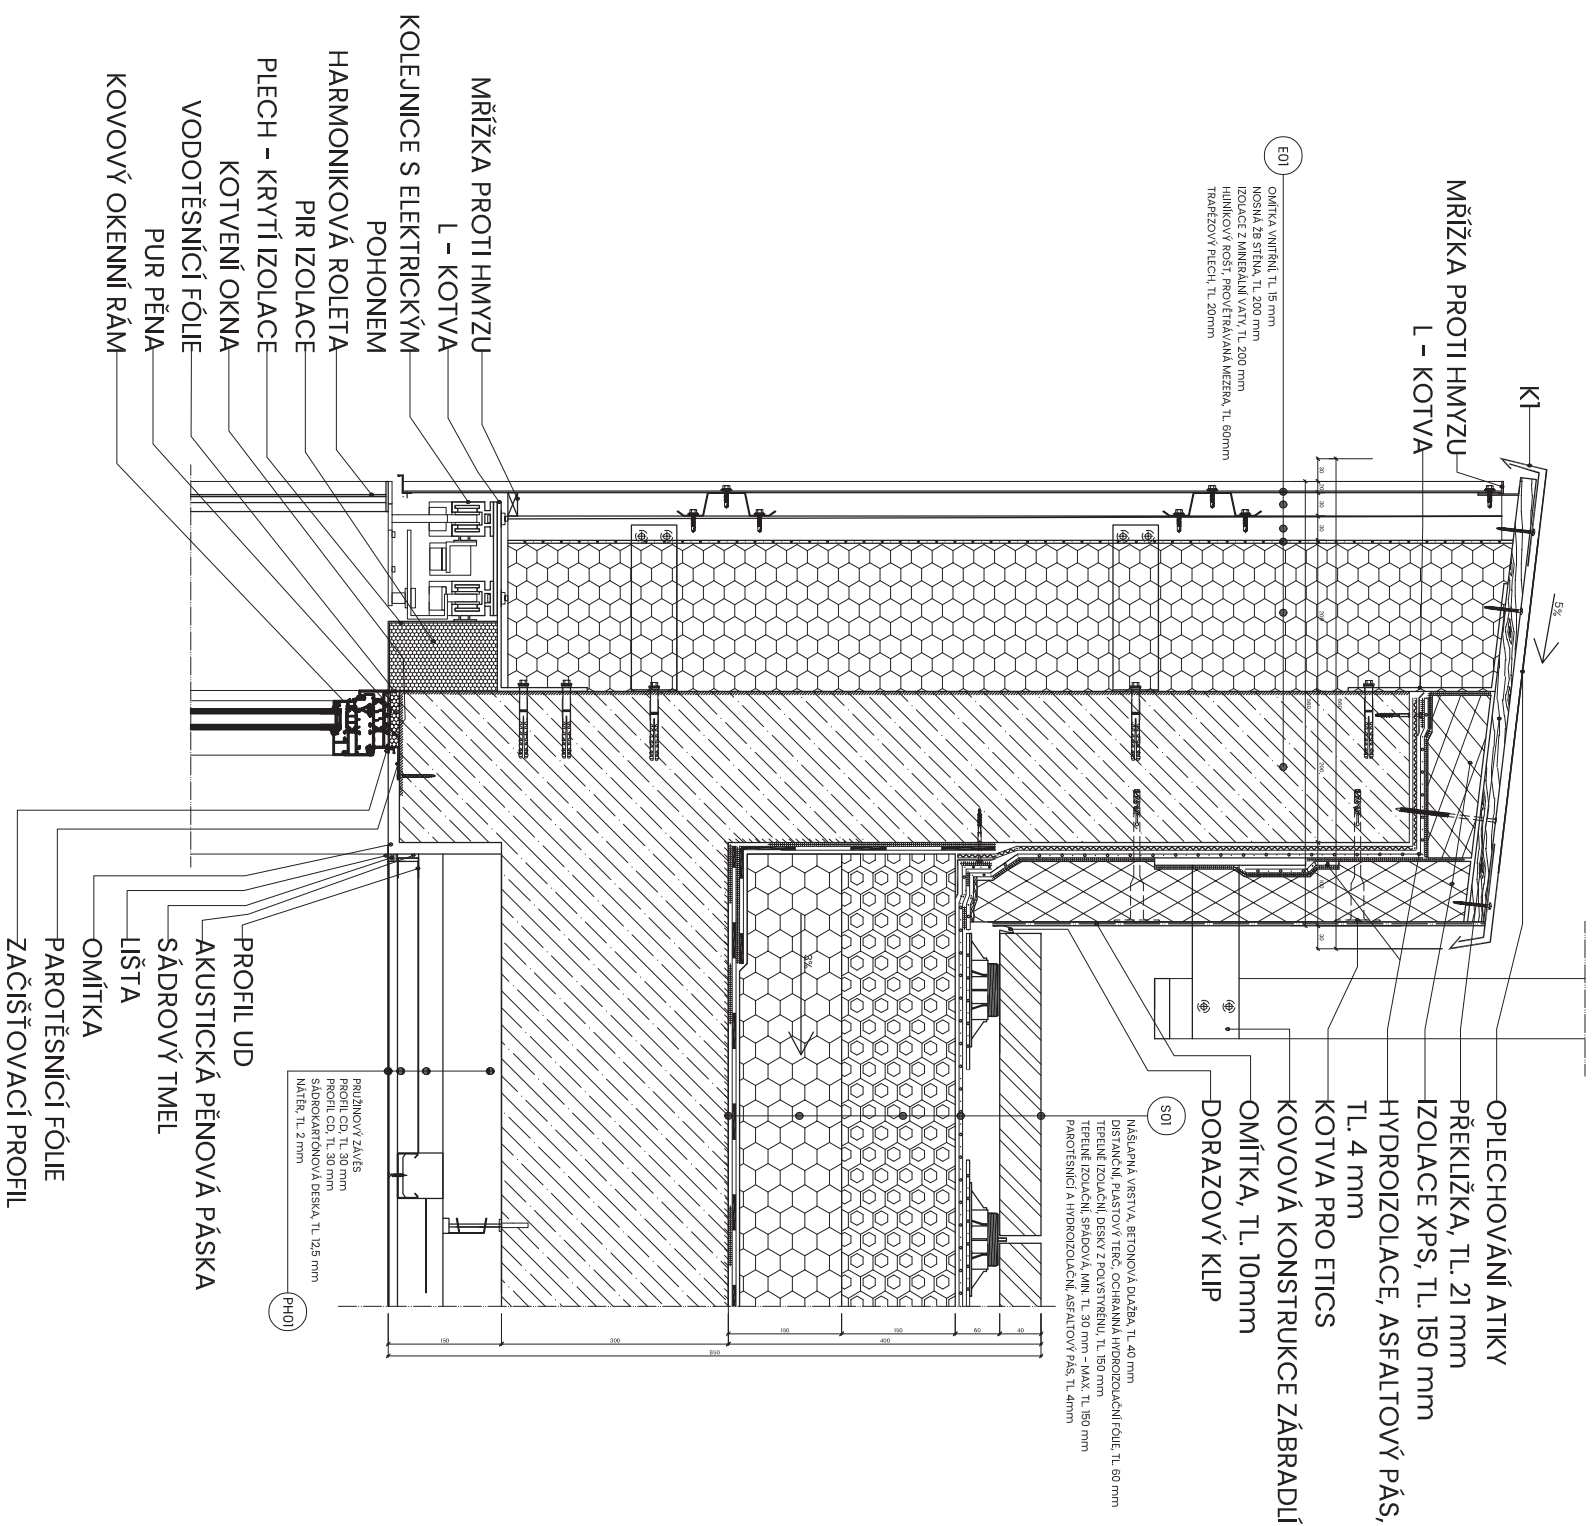 K1
MŘÍŽKA PROTI HMYZU
L - KOTVA
5%
E01
OMÍTKA VNITŘNÍ, TL. 15 mm
NOSNÁ ŽB STĚNA, TL. 200 mm
IZOLACE Z MINERÁLNÍ VATY, TL. 200 mm
HLINÍKOVÝ ROŠT, PROVĚTRÁVANÁ MEZERA, TL. 60mm
TRAPÉZOVÝ PLECH, TL. 20mm
MŘÍŽKA PROTI HMYZU
L - KOTVA
KOLEJNICE S ELEKTRICKÝM
POHONEM
HARMONIKOVÁ ROLETA
PIR IZOLACE
PLECH - KRYTÍ IZOLACE
KOTVENÍ OKNA
VODOTĚSNÍCÍ FÓLIE
PUR PĚNA
KOVOVÝ OKENNÍ RÁM
OPLECHOVÁNÍ ATIKY
PŘEKLIŽKA, TL. 21 mm
IZOLACE XPS, TL. 150 mm
HYDROIZOLACE, ASFALTOVÝ PÁS,
TL. 4 mm
KOTVA PRO ETICS
KOVOVÁ KONSTRUKCE ZÁBRADLÍ
OMÍTKA, TL. 10mm
DORAZOVÝ KLIP
S01
NÁŠLAPNÁ VRSTVA, BETONOVÁ DLAŽBA, TL. 40 mm
DISTANČNÍ, PLASTOVÝ TERČ, OCHRANNÁ HYDROIZOLAČNÍ FÓLIE, TL. 60 mm
TEPELNĚ IZOLAČNÍ, DESKY Z POLYSTYRÉNU, TL. 150 mm
TEPELNĚ IZOLAČNÍ, SPÁDOVÁ, MIN. TL. 30 mm - MAX. TL. 150 mm
PAROTĚSNÍCÍ A HYDROIZOLAČNÍ, ASFALTOVÝ PÁS, TL. 4mm
40
60
150
150
400
300
150
850
PRUŽINOVÝ ZÁVĚS
PROFIL CD, TL. 30 mm
PROFIL CD, TL. 30 mm
SÁDROKARTÓNOVÁ DESKA, TL. 12,5 mm
NÁTĚR, TL. 2 mm
PH01
PROFIL UD
AKUSTICKÁ PĚNOVÁ PÁSKA
SÁDROVÝ TMEL
LIŠTA
OMÍTKA
PAROTĚSNÍCÍ FÓLIE
ZAČIŠŤOVACÍ PROFIL